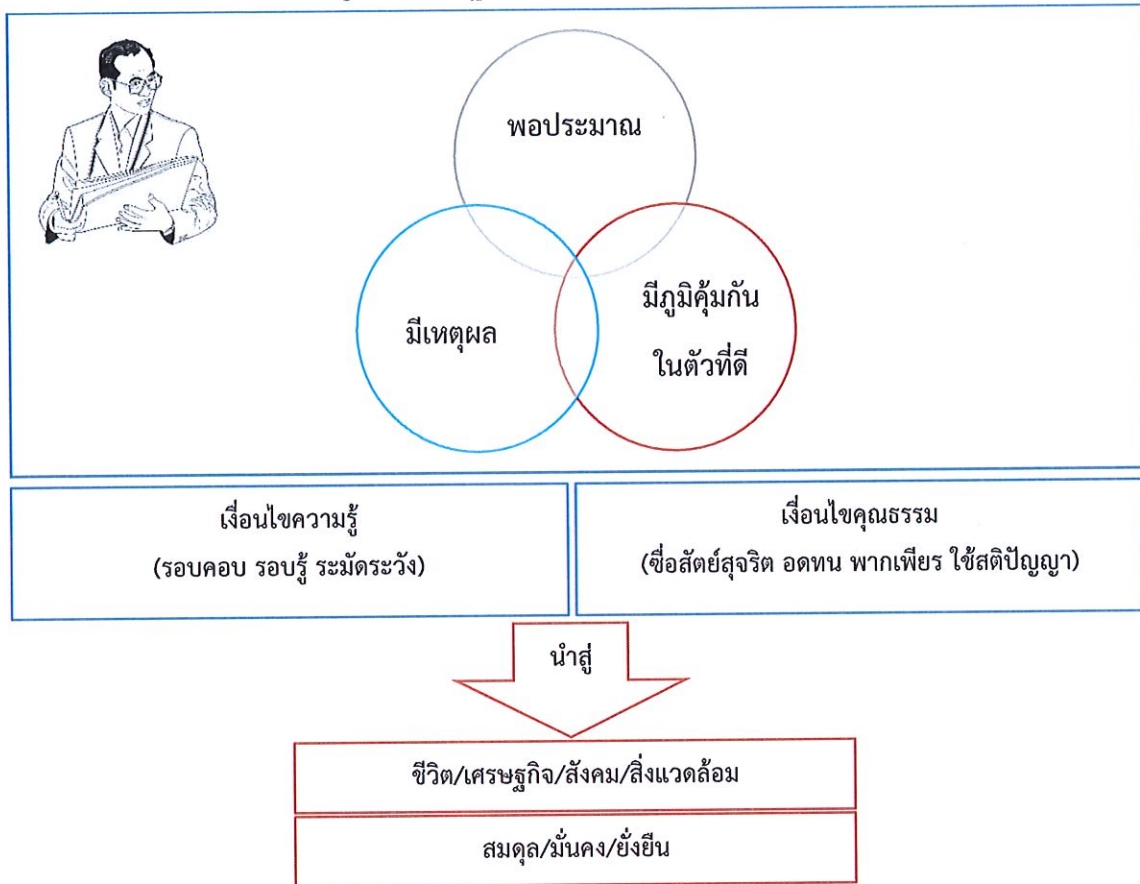 พอประมาณ
มีเหตุผล
มีภูมิคุ้มกัน
ในตัวที่ดี
เงื่อนไขความรู้
(รอบคอบ รอบรู้ ระมัดระวัง)
เงื่อนไขคุณธรรม
(ซื่อสัตย์สุจริต อดทน พากเพียร ใช้สติปัญญา)
นำสู่
ชีวิต/เศรษฐกิจ/สังคม/สิ่งแวดล้อม
สมดุล/มั่นคง/ยั่งยืน